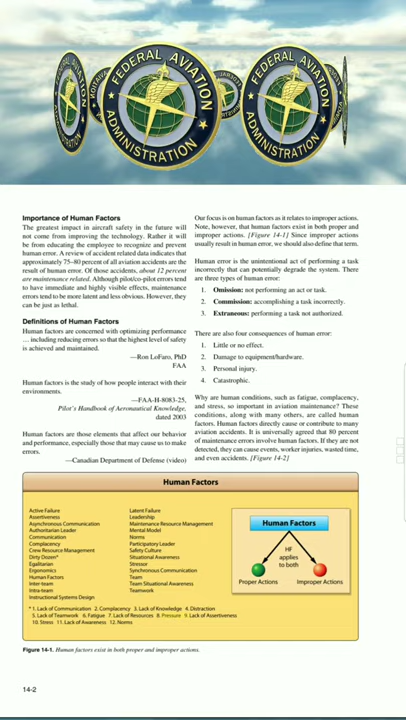 FEDERAL AVIATION
ADMINISTRATION
FEDERAL AVIATION
ADMINISTRATION
Importance of Human Factors
The greatest impact in aircraft safety in the future will
not come from improving the technology. Rather it will
be from educating the employee to recognize and prevent
human error. A review of accident related data indicates that
approximately 75–80 percent of all aviation accidents are the
result of human error. Of those accidents, about 12 percent
are maintenance related. Although pilot/co-pilot errors tend
to have immediate and highly visible effects, maintenance
errors tend to be more latent and less obvious. However, they
can be just as lethal.
Definitions of Human Factors
Human factors are concerned with optimizing performance
… including reducing errors so that the highest level of safety
is achieved and maintained.
—Ron LoFaro, PhD
FAA
Human factors is the study of how people interact with their
environments.
—FAA-H-8083-25,
Pilot's Handbook of Aeronautical Knowledge,
dated 2003
Human factors are those elements that affect our behavior
and performance, especially those that may cause us to make
errors.
—Canadian Department of Defense (video)
Our focus is on human factors as it relates to improper actions.
Note, however, that human factors exist in both proper and
improper actions. [Figure 14-1] Since improper actions
usually result in human error, we should also define that term.
Human error is the unintentional act of performing a task
incorrectly that can potentially degrade the system. There
are three types of human error:
1. Omission: not performing an act or task.
2. Commission: accomplishing a task incorrectly.
3. Extraneous: performing a task not authorized.
There are also four consequences of human error:
1. Little or no effect.
2. Damage to equipment/hardware.
3. Personal injury.
4. Catastrophic.
Why are human conditions, such as fatigue, complacency,
and stress, so important in aviation maintenance? These
conditions, along with many others, are called human
factors. Human factors directly cause or contribute to many
aviation accidents. It is universally agreed that 80 percent
of maintenance errors involve human factors. If they are not
detected, they can cause events, worker injuries, wasted time,
and even accidents. [Figure 14-2]
Human Factors
Active Failure
Assertiveness
Asynchronous Communication
Authoritarian Leader
Communication
Complacency
Crew Resource Management
Dirty Dozen*
Egalitarian
Ergonomics
Human Factors
Inter-team
Intra-team
Instructional Systems Design
Latent Failure
Leadership
Maintenance Resource Management
Mental Model
Norms
Participatory Leader
Safety Culture
Situational Awareness
Stressor
Synchronous Communication
Team
Team Situational Awareness
Teamwork
Human Factors
HF
applies
to both
Proper Actions
Improper Actions
* 1. Lack of Communication 2. Complacency 3. Lack of Knowledge 4. Distraction
5. Lack of Teamwork 6. Fatigue 7. Lack of Resources 8. Pressure 9. Lack of Assertiveness
10. Stress 11. Lack of Awareness 12. Norms
Figure 14-1. Human factors exist in both proper and improper actions.
14-2